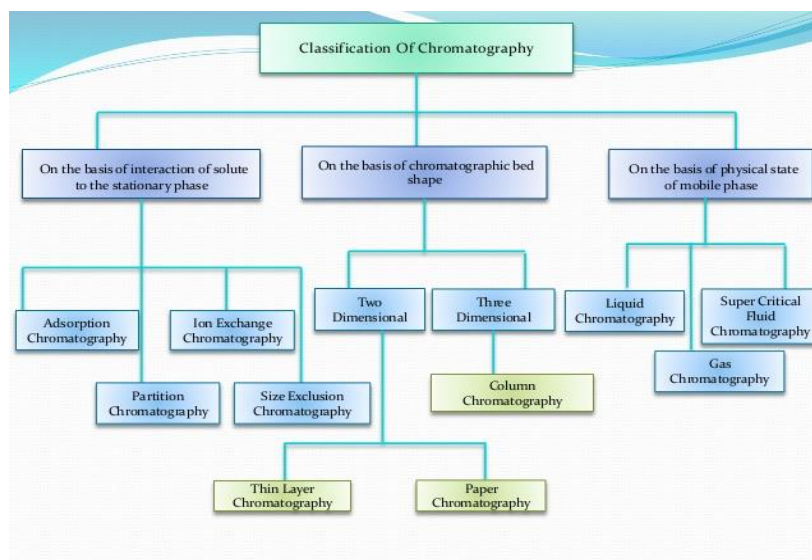 Classification Of Chromatography
On the basis of interaction of solute
to the stationary phase
On the basis of chromatographic bed
shape
On the basis of physical state
of mobile phase
Adsorption
Chromatography
Ion Exchange
Chromatography
Two
Dimensional
Three
Dimensional
Liquid
Chromatography
Super Critical
Fluid
Chromatography
Partition
Chromatography
Size Exclusion
Chromatography
Column
Chromatography
Gas
Chromatography
Thin Layer
Chromatography
Paper
Chromatography